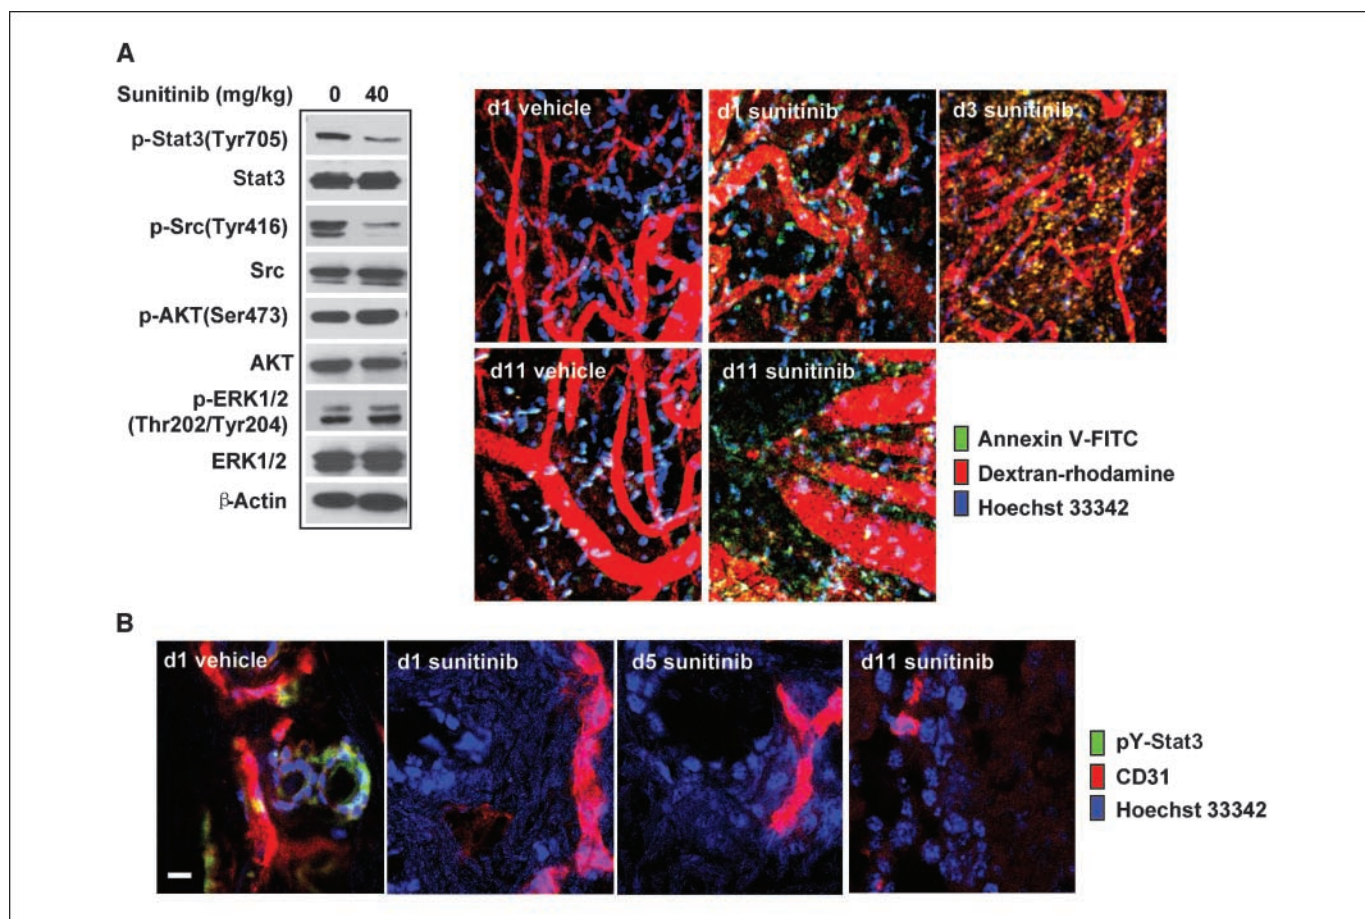 A
Sunitinib (mg/kg) 0 40
p-Stat3(Tyr705)
Stat3
p-Src(Tyr416)
Src
p-AKT(Ser473)
AKT
p-ERK1/2
(Thr202/Tyr204)
ERK1/2
β-Actin
d1 vehicle
d1 sunitinib
d3 sunitinib
d11 vehicle
d11 sunitinib
Annexin V-FITC
Dextran-rhodamine
Hoechst 33342
B
d1 vehicle
d1 sunitinib
d5 sunitinib
d11 sunitinib
pY-Stat3
CD31
Hoechst 33342